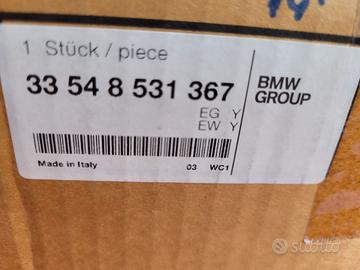 1 Stück / piece
33 54 8 531 367
BMW
GROUP
EG Y
EW Y
Made in Italy
03 WC1
subito